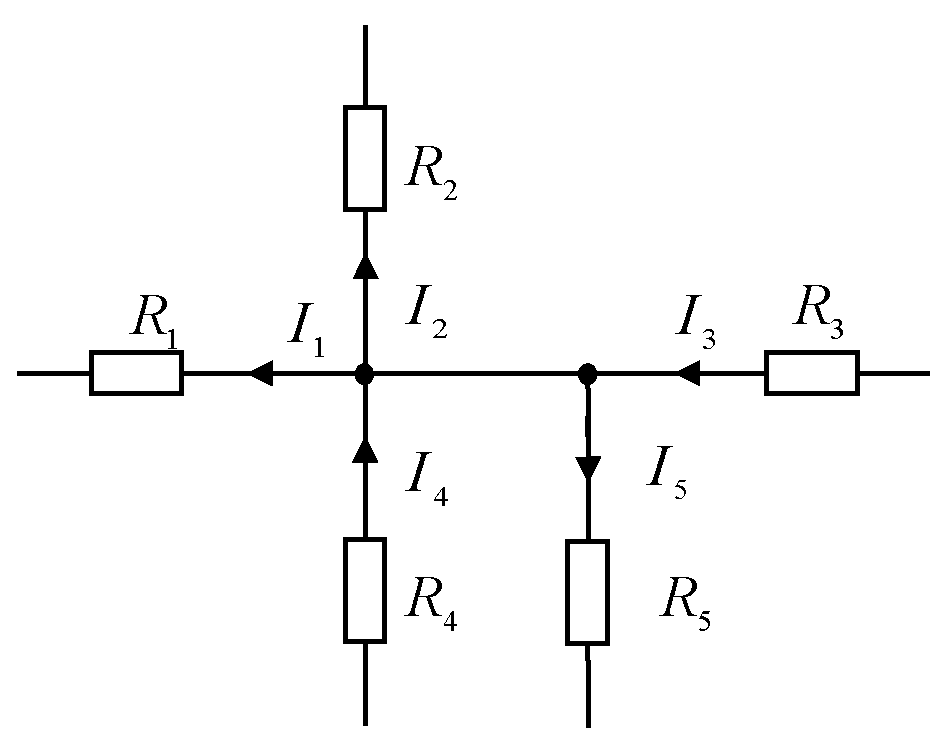 R₂
R₁ I₁ I₂ I₃ R₃
I₄ I₅
R₄ R₅